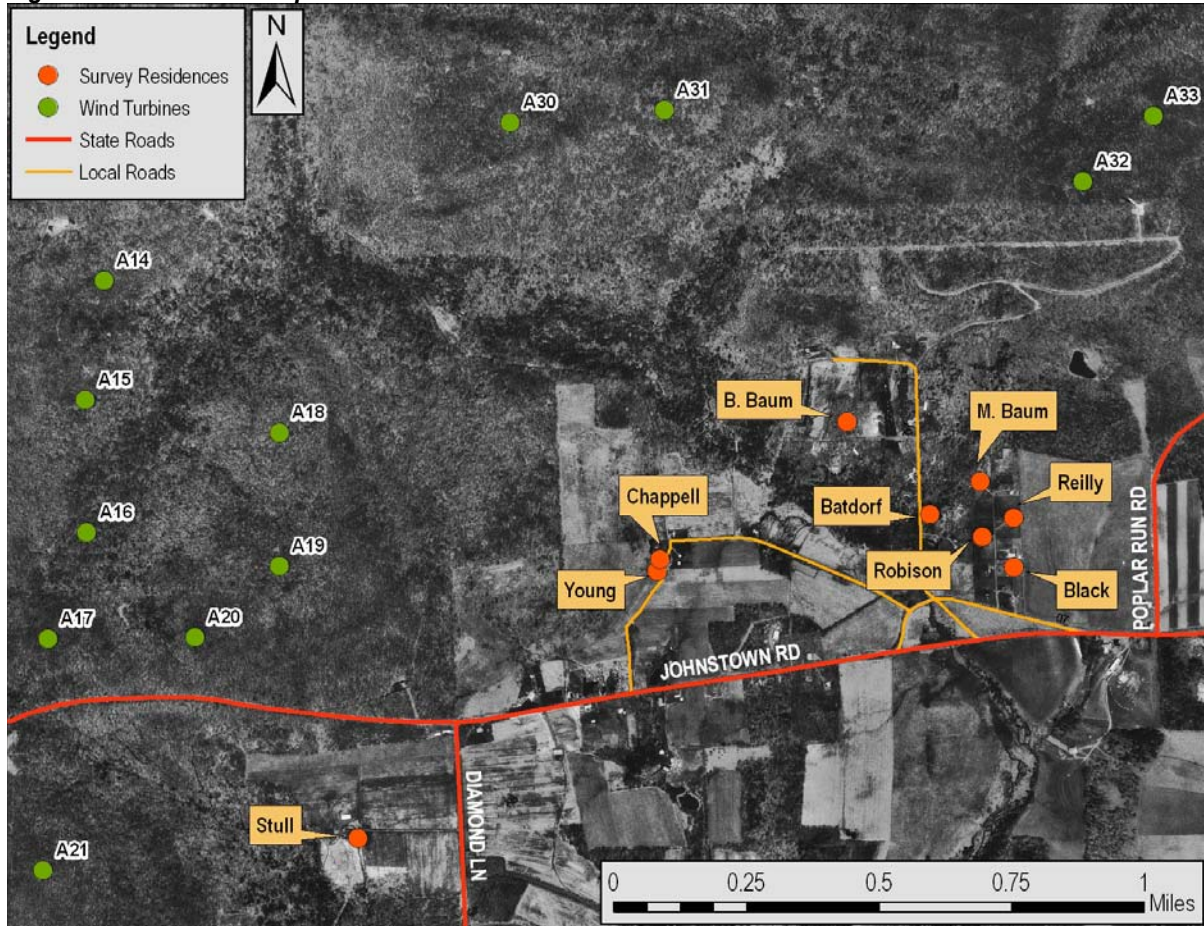 Legend
Survey Residences
Wind Turbines
State Roads
Local Roads
N
A30
A31
A33
A32
A14
A15
A18
A16
A19
A17
A20
A21
B. Baum
M. Baum
Chappell
Reilly
Batdorf
Young
Robison
Black
POPLAR RUN RD
JOHNSTOWN RD
DIAMOND LN
Stull
0 0.25 0.5 0.75 1
Miles